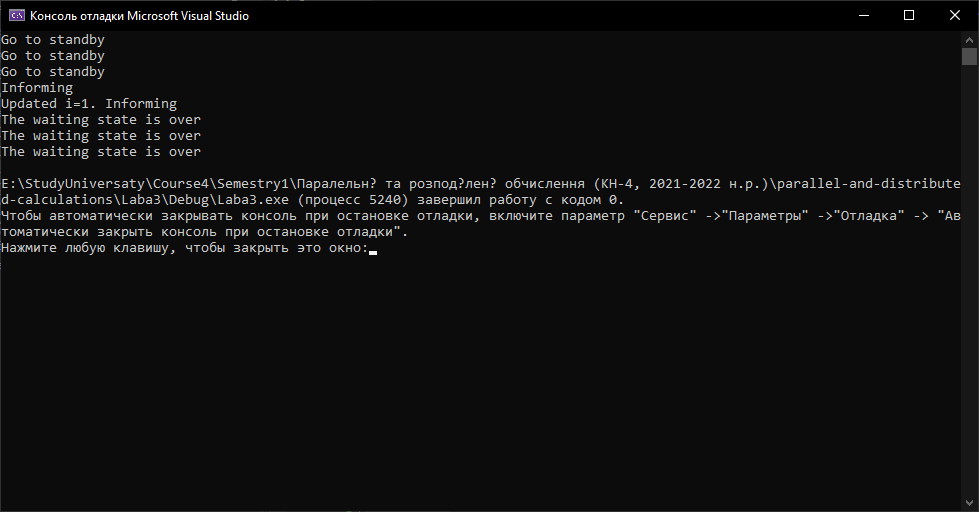 Консоль отладки Microsoft Visual Studio
Go to standby
Go to standby
Go to standby
Informing
Updated i=1. Informing
The waiting state is over
The waiting state is over
The waiting state is over
E:\StudyUniversaty\Course4\Semestry1\Паралельн? та розпод?лен? обчислення (КН-4, 2021-2022 н.р.)\parallel-and-distribute
d-calculations\Laba3\Debug\Laba3.exe (процесс 5240) завершил работу с кодом 0.
Чтобы автоматически закрывать консоль при остановке отладки, включите параметр "Сервис" ->"Параметры" ->"Отладка" -> "Ав
томатически закрыть консоль при остановке отладки".
Нажмите любую клавишу, чтобы закрыть это окно: